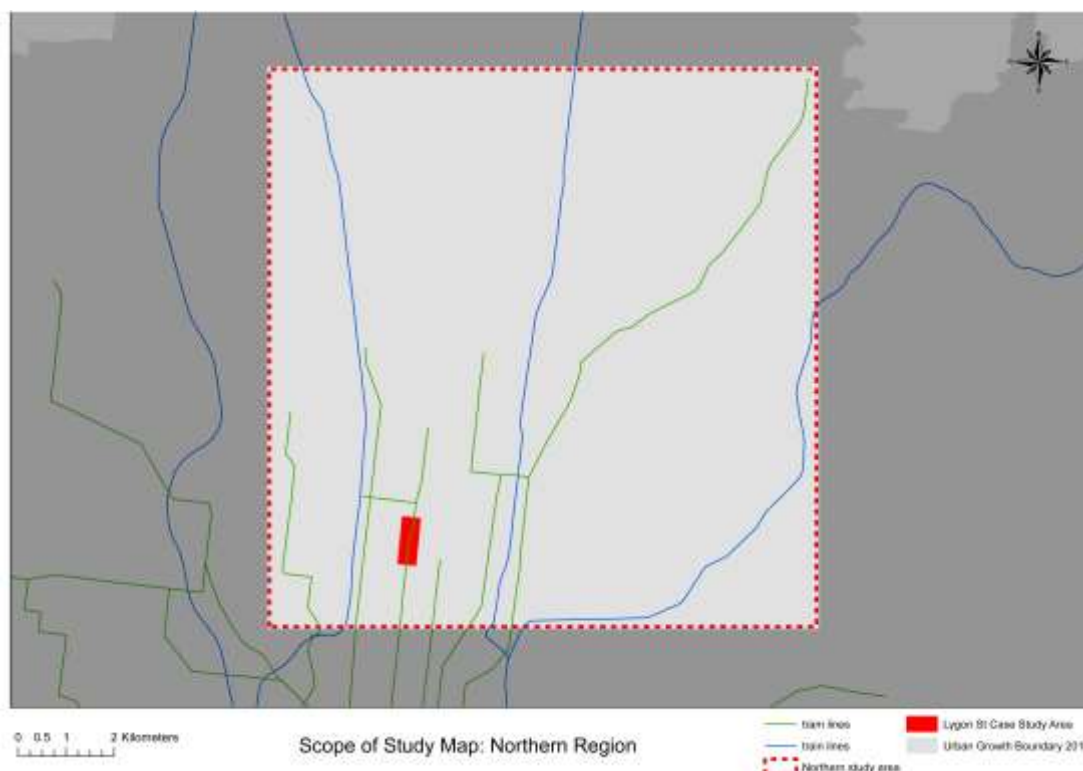 0 0.5 1 2 Kilometers
Scope of Study Map: Northern Region
tram lines
train lines
Northern study area
Lygon St Case Study Area
Urban Growth Boundary 201